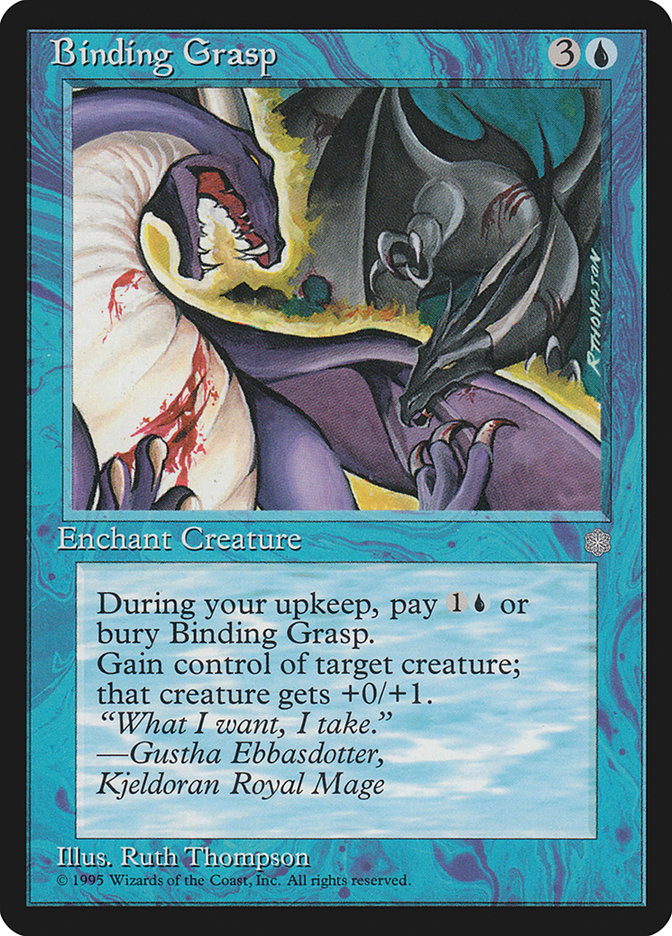 Binding Grasp 3
R THOMPSON
Enchant Creature
During your upkeep, pay 1 or
bury Binding Grasp.
Gain control of target creature;
that creature gets +0/+1.
“What I want, I take.”
—Gustha Ebbasdotter,
Kjeldoran Royal Mage
Illus. Ruth Thompson
© 1995 Wizards of the Coast, Inc. All rights reserved.